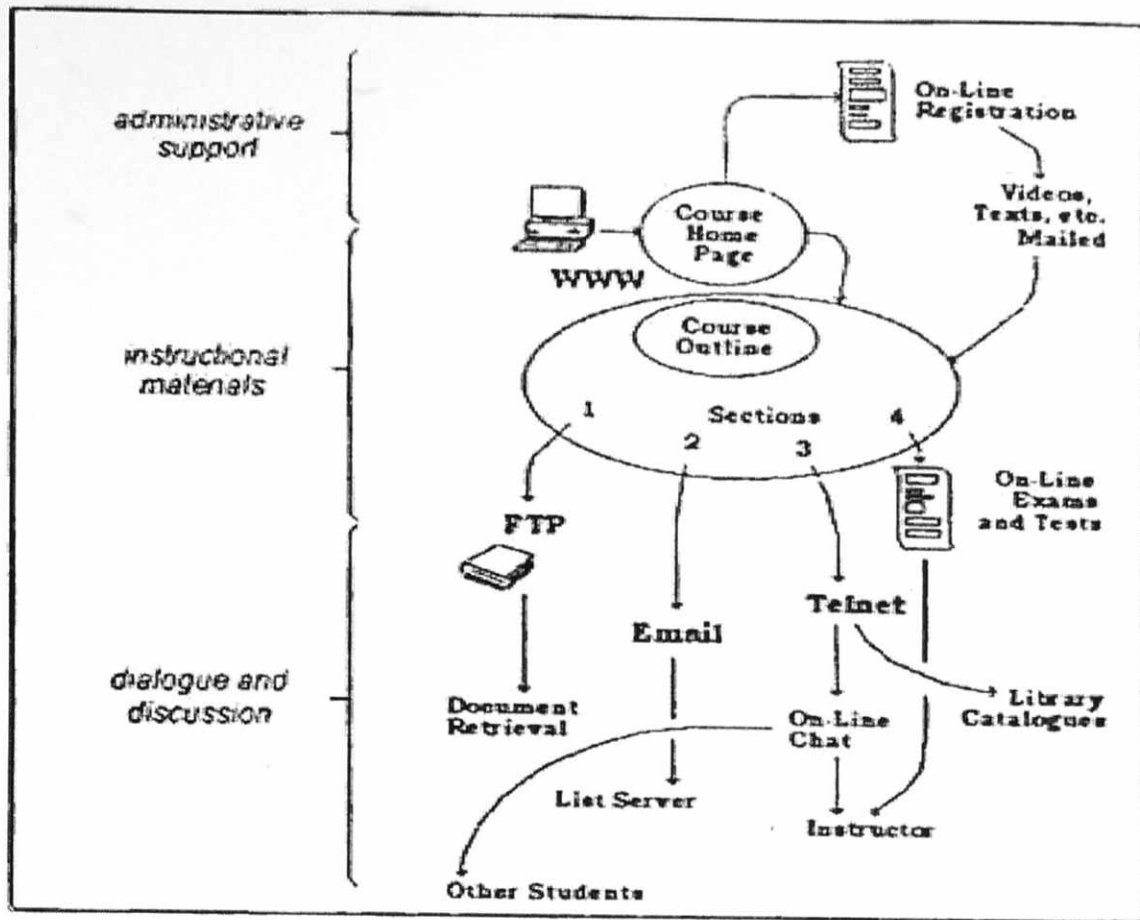 administrative
support
On-Line
Registration
Videos,
Texts, etc.
Mailed
Course
Home
Page
WWW
Course
Outline
instructional
materials
Sections
1
2
3
4
On-Line
Exams
and Tests
FTP
Telnet
Email
dialogue and
discussion
Document
Retrieval
On-Line
Chat
Library
Catalogues
List Server
Instructor
Other Students